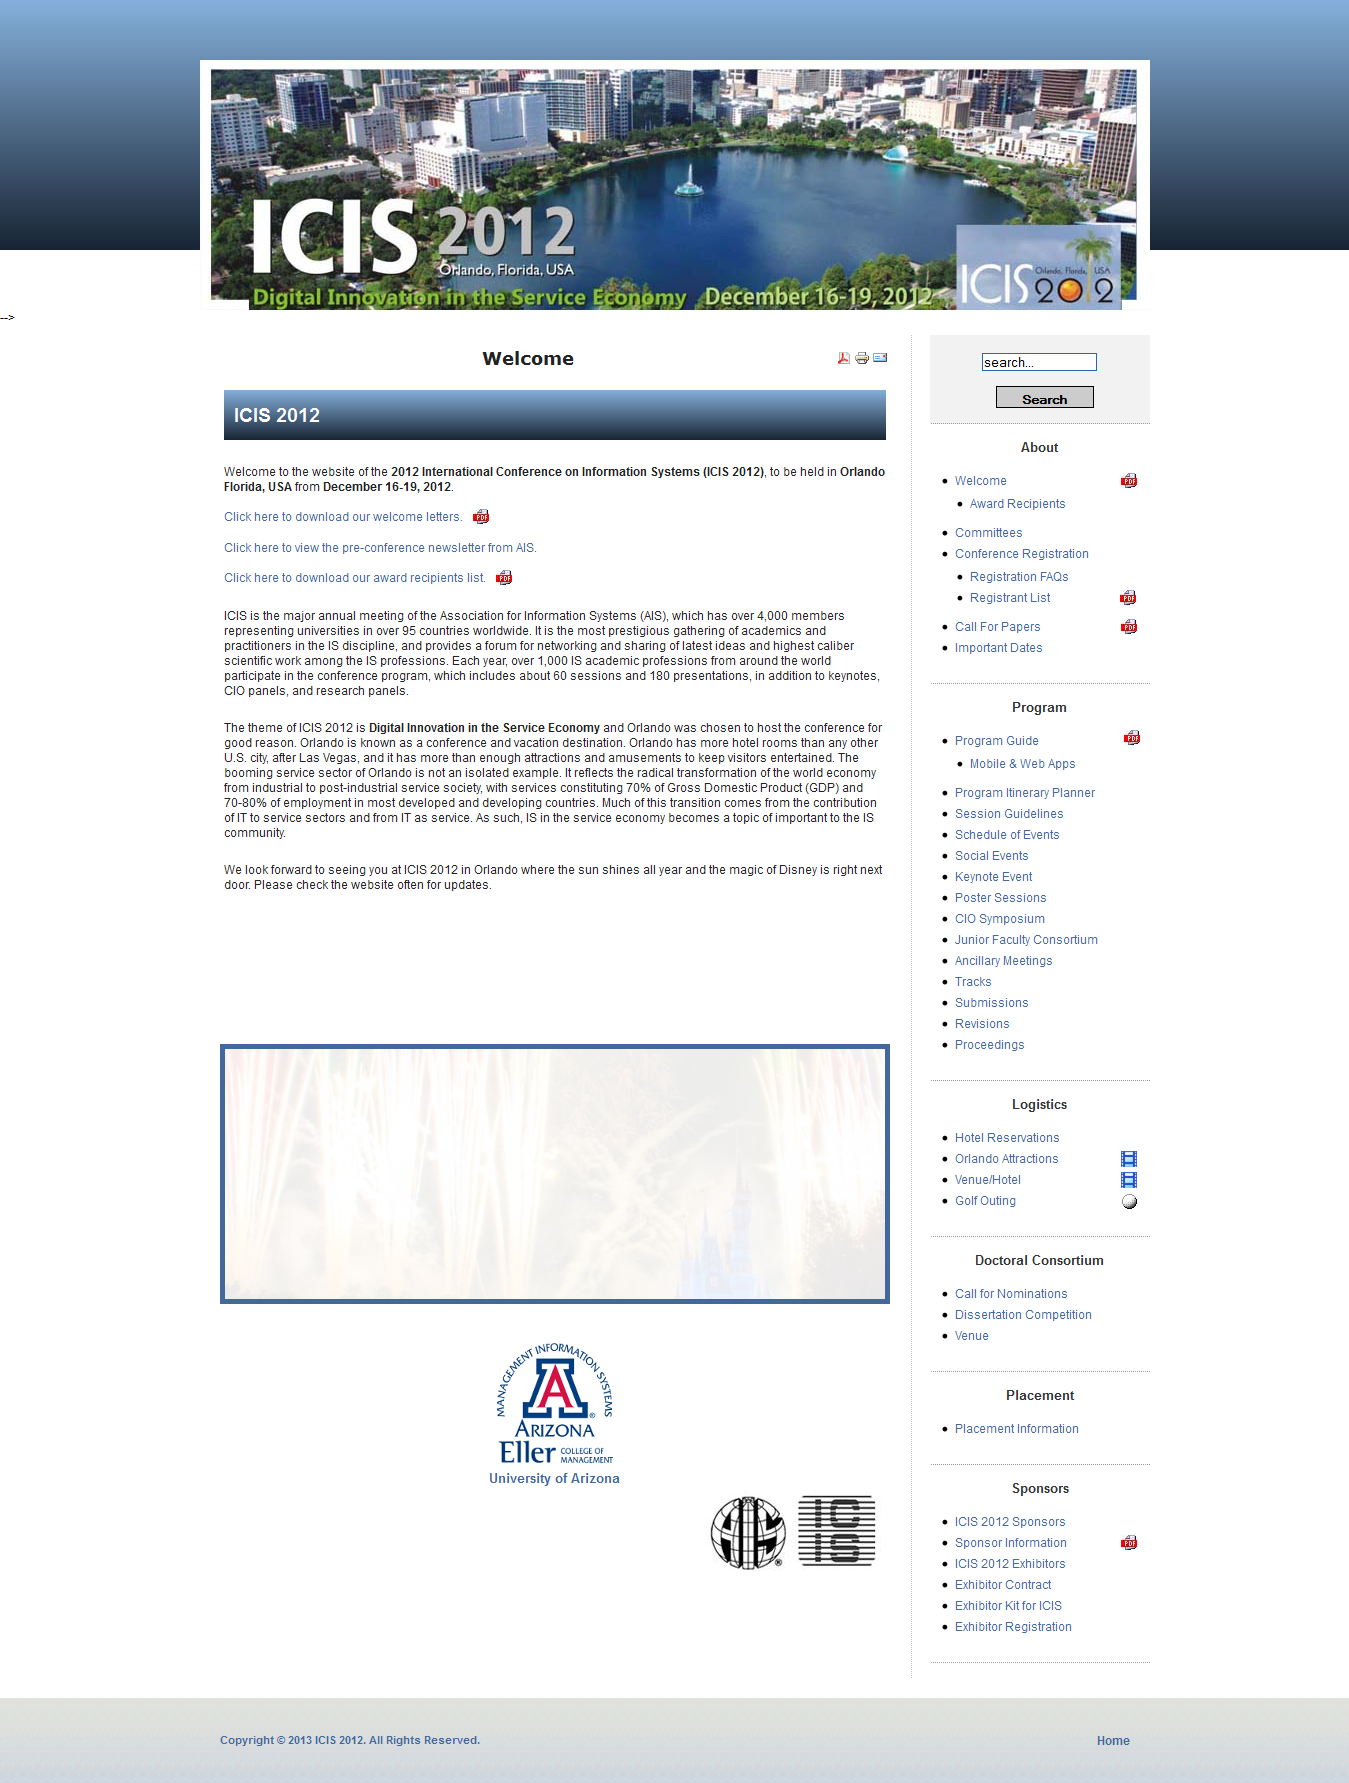 ICIS 2012
Orlando, Florida, USA
Digital Innovation in the Service Economy December 16-19, 2012
Orlando, Florida, USA
ICIS 2012
-->
Welcome
ICIS 2012
Welcome to the website of the 2012 International Conference on Information Systems (ICIS 2012), to be held in Orlando
Florida, USA from December 16-19, 2012.
Click here to download our welcome letters. PDF
Click here to view the pre-conference newsletter from AIS.
Click here to download our award recipients list. PDF
ICIS is the major annual meeting of the Association for Information Systems (AIS), which has over 4,000 members
representing universities in over 95 countries worldwide. It is the most prestigious gathering of academics and
practitioners in the IS discipline, and provides a forum for networking and sharing of latest ideas and highest caliber
scientific work among the IS professions. Each year, over 1,000 IS academic professions from around the world
participate in the conference program, which includes about 60 sessions and 180 presentations, in addition to keynotes,
CIO panels, and research panels.
The theme of ICIS 2012 is Digital Innovation in the Service Economy and Orlando was chosen to host the conference for
good reason. Orlando is known as a conference and vacation destination. Orlando has more hotel rooms than any other
U.S. city, after Las Vegas, and it has more than enough attractions and amusements to keep visitors entertained. The
booming service sector of Orlando is not an isolated example. It reflects the radical transformation of the world economy
from industrial to post-industrial service society, with services constituting 70% of Gross Domestic Product (GDP) and
70-80% of employment in most developed and developing countries. Much of this transition comes from the contribution
of IT to service sectors and from IT as service. As such, IS in the service economy becomes a topic of important to the IS
community.
We look forward to seeing you at ICIS 2012 in Orlando where the sun shines all year and the magic of Disney is right next
door. Please check the website often for updates.
MANAGEMENT INFORMATION SYSTEMS
A
ARIZONA
Eller COLLEGE OF
MANAGEMENT
University of Arizona
IC
IS
search...
Search
About
Welcome PDF
Award Recipients
Committees
Conference Registration
Registration FAQs
Registrant List PDF
Call For Papers PDF
Important Dates
Program
Program Guide PDF
Mobile & Web Apps
Program Itinerary Planner
Session Guidelines
Schedule of Events
Social Events
Keynote Event
Poster Sessions
CIO Symposium
Junior Faculty Consortium
Ancillary Meetings
Tracks
Submissions
Revisions
Proceedings
Logistics
Hotel Reservations
Orlando Attractions
Venue/Hotel
Golf Outing
Doctoral Consortium
Call for Nominations
Dissertation Competition
Venue
Placement
Placement Information
Sponsors
ICIS 2012 Sponsors
Sponsor Information PDF
ICIS 2012 Exhibitors
Exhibitor Contract
Exhibitor Kit for ICIS
Exhibitor Registration
Copyright © 2013 ICIS 2012. All Rights Reserved.
Home